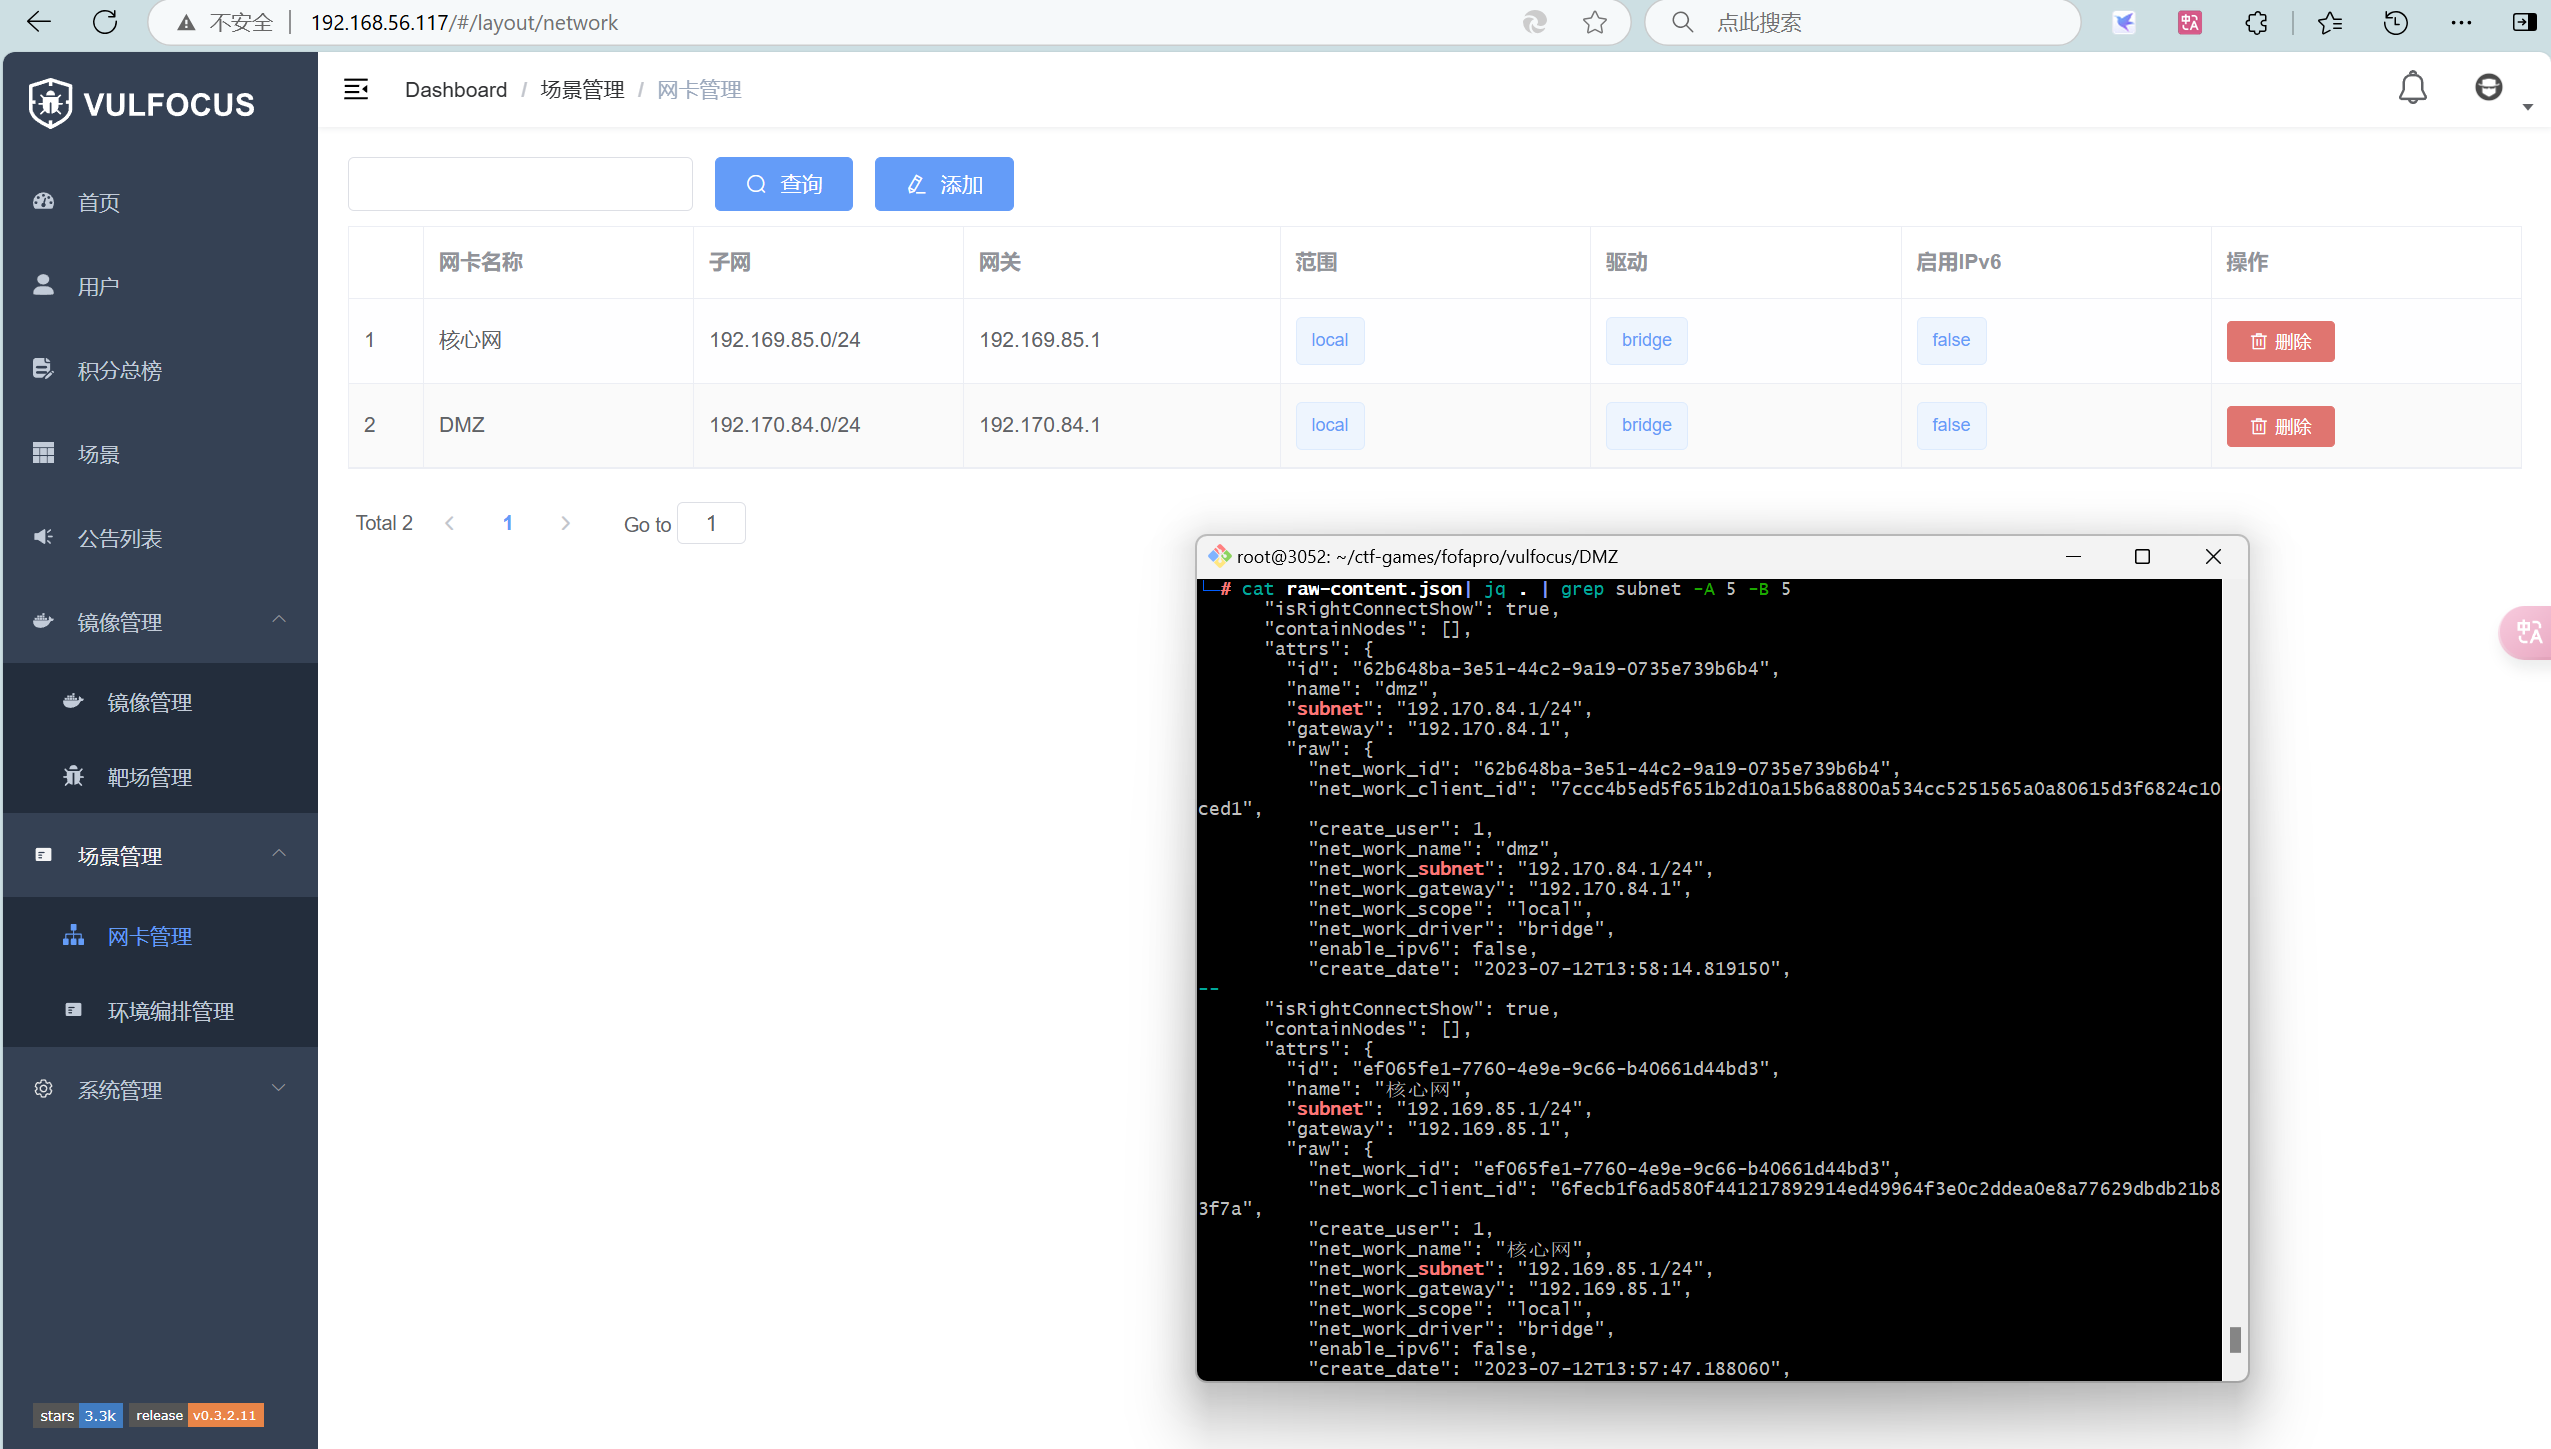 不安全 192.168.56.117/#/layout/network
点此搜索
VULFOCUS
Dashboard / 场景管理 / 网卡管理
首页
用户
积分总榜
场景
公告列表
镜像管理
镜像管理
靶场管理
场景管理
网卡管理
环境编排管理
系统管理
stars 3.3k release v0.3.2.11
查询 添加
网卡名称 子网 网关 范围 驱动 启用IPv6 操作
1 核心网 192.169.85.0/24 192.169.85.1 local bridge false 删除
2 DMZ 192.170.84.0/24 192.170.84.1 local bridge false 删除
Total 2 1 Go to 1
root@3052: ~/ctf-games/fofapro/vulfocus/DMZ
# cat raw-content.json| jq . | grep subnet -A 5 -B 5
"isRightConnectShow": true,
"containNodes": [],
"attrs": {
"id": "62b648ba-3e51-44c2-9a19-0735e739b6b4",
"name": "dmz",
"subnet": "192.170.84.1/24",
"gateway": "192.170.84.1",
"raw": {
"net_work_id": "62b648ba-3e51-44c2-9a19-0735e739b6b4",
"net_work_client_id": "7ccc4b5ed5f651b2d10a15b6a8800a534cc5251565a0a80615d3f6824c10
ced1",
"create_user": 1,
"net_work_name": "dmz",
"net_work_subnet": "192.170.84.1/24",
"net_work_gateway": "192.170.84.1",
"net_work_scope": "local",
"net_work_driver": "bridge",
"enable_ipv6": false,
"create_date": "2023-07-12T13:58:14.819150",
--
"isRightConnectShow": true,
"containNodes": [],
"attrs": {
"id": "ef065fe1-7760-4e9e-9c66-b40661d44bd3",
"name": "核心网",
"subnet": "192.169.85.1/24",
"gateway": "192.169.85.1",
"raw": {
"net_work_id": "ef065fe1-7760-4e9e-9c66-b40661d44bd3",
"net_work_client_id": "6fecb1f6ad580f441217892914ed49964f3e0c2ddea0e8a77629dbdb21b8
3f7a",
"create_user": 1,
"net_work_name": "核心网",
"net_work_subnet": "192.169.85.1/24",
"net_work_gateway": "192.169.85.1",
"net_work_scope": "local",
"net_work_driver": "bridge",
"enable_ipv6": false,
"create_date": "2023-07-12T13:57:47.188060",